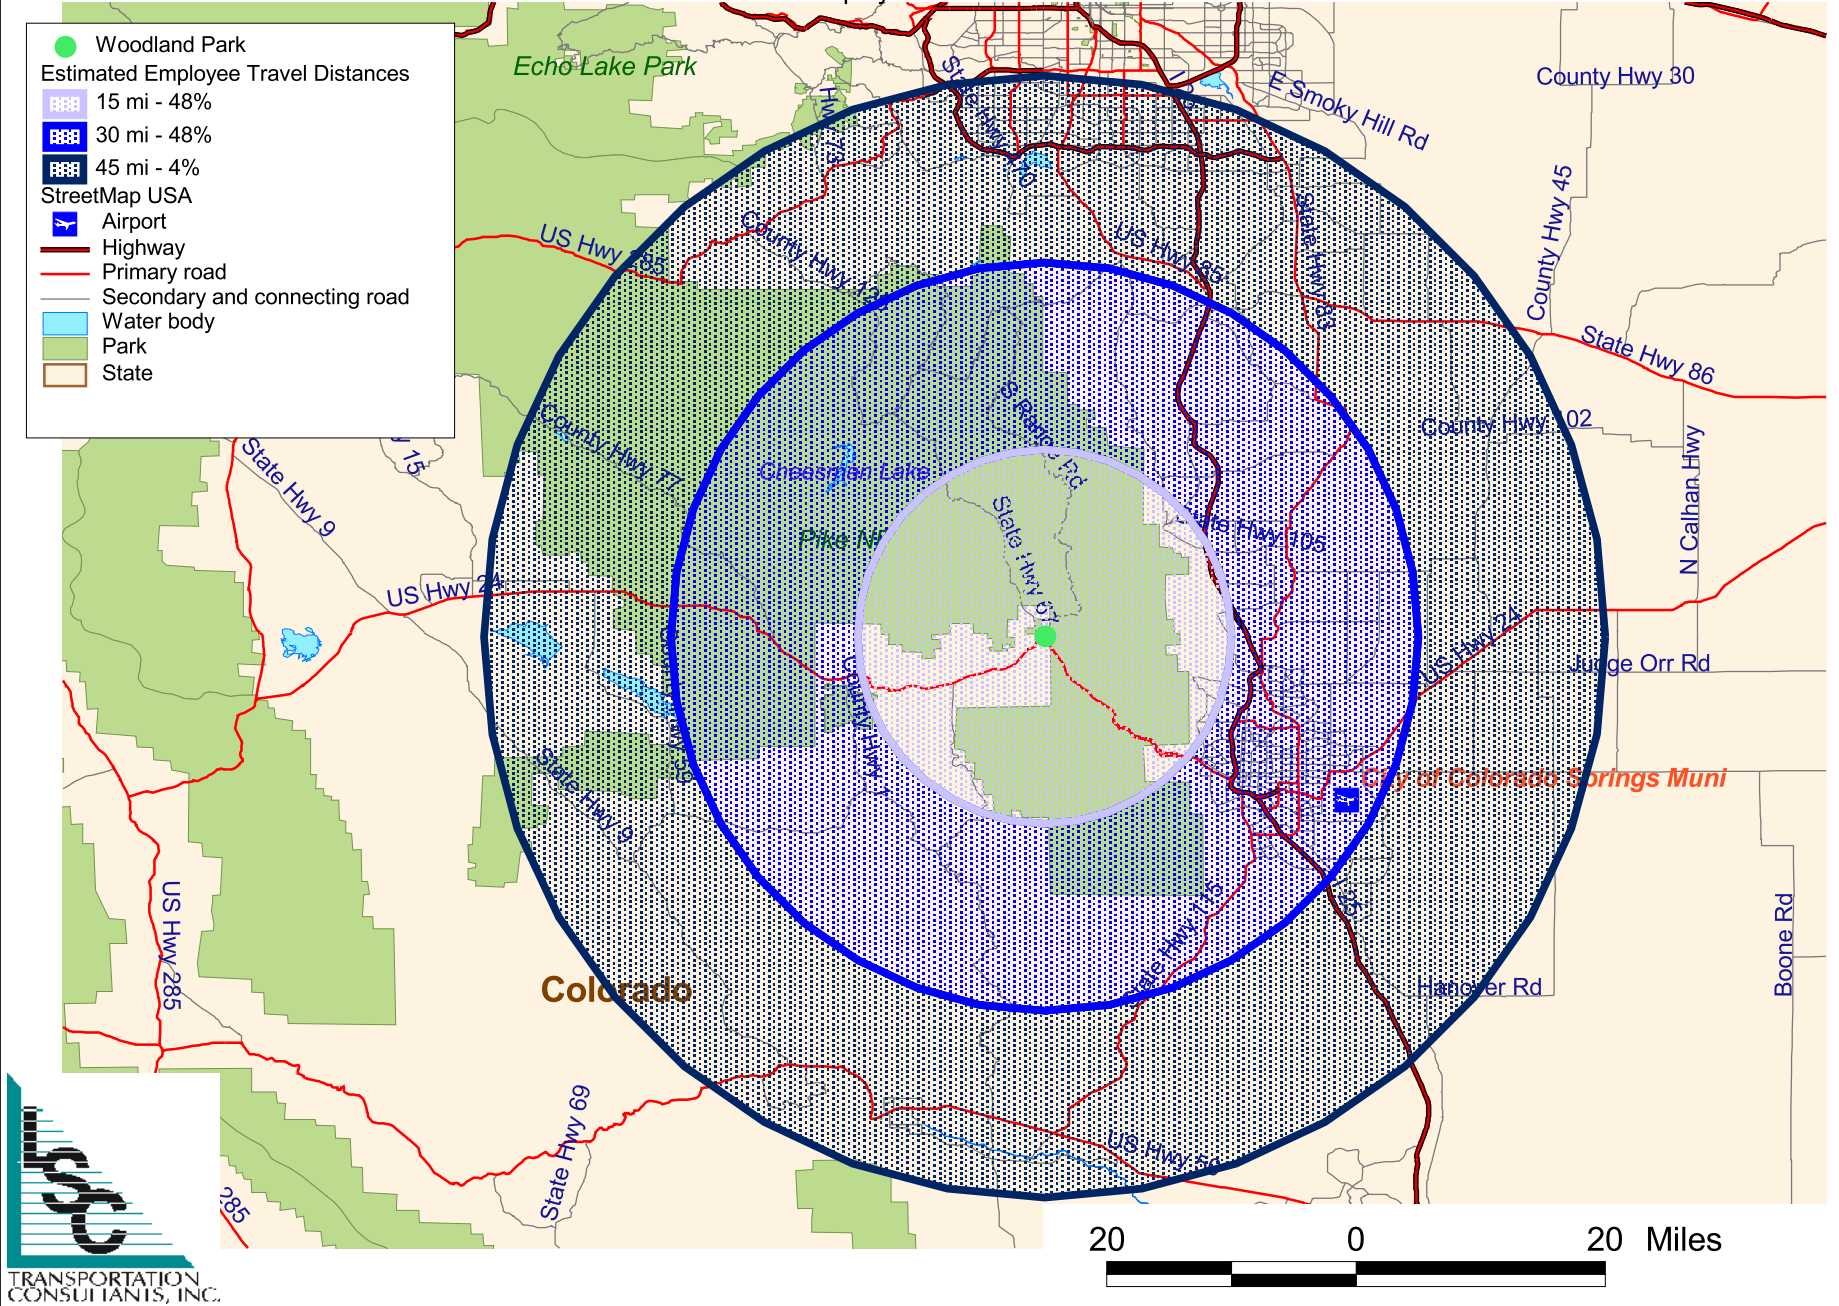 Woodland Park
Estimated Employee Travel Distances
15 mi - 48%
30 mi - 48%
45 mi - 4%
StreetMap USA
Airport
Highway
Primary road
Secondary and connecting road
Water body
Park
State
Echo Lake Park
County Hwy 30
E Smoky Hill Rd
County Hwy 45
US Hwy 285
US Hwy 85
State Hwy 83
State Hwy 86
County Hwy 102
N Calhan Hwy
S Range Rd
County Hwy 77
Cheesman Lake
State Hwy 9
State Hwy 67
State Hwy 105
US Hwy 24
US Hwy 24
Judge Orr Rd
County Hwy 1
State Hwy 9
City of Colorado Springs Muni
US Hwy 285
State Hwy 115
Boone Rd
Hanover Rd
Colorado
State Hwy 69
US Hwy 50
285
20 0 20 Miles
LSC
TRANSPORTATION
CONSULTANTS, INC.